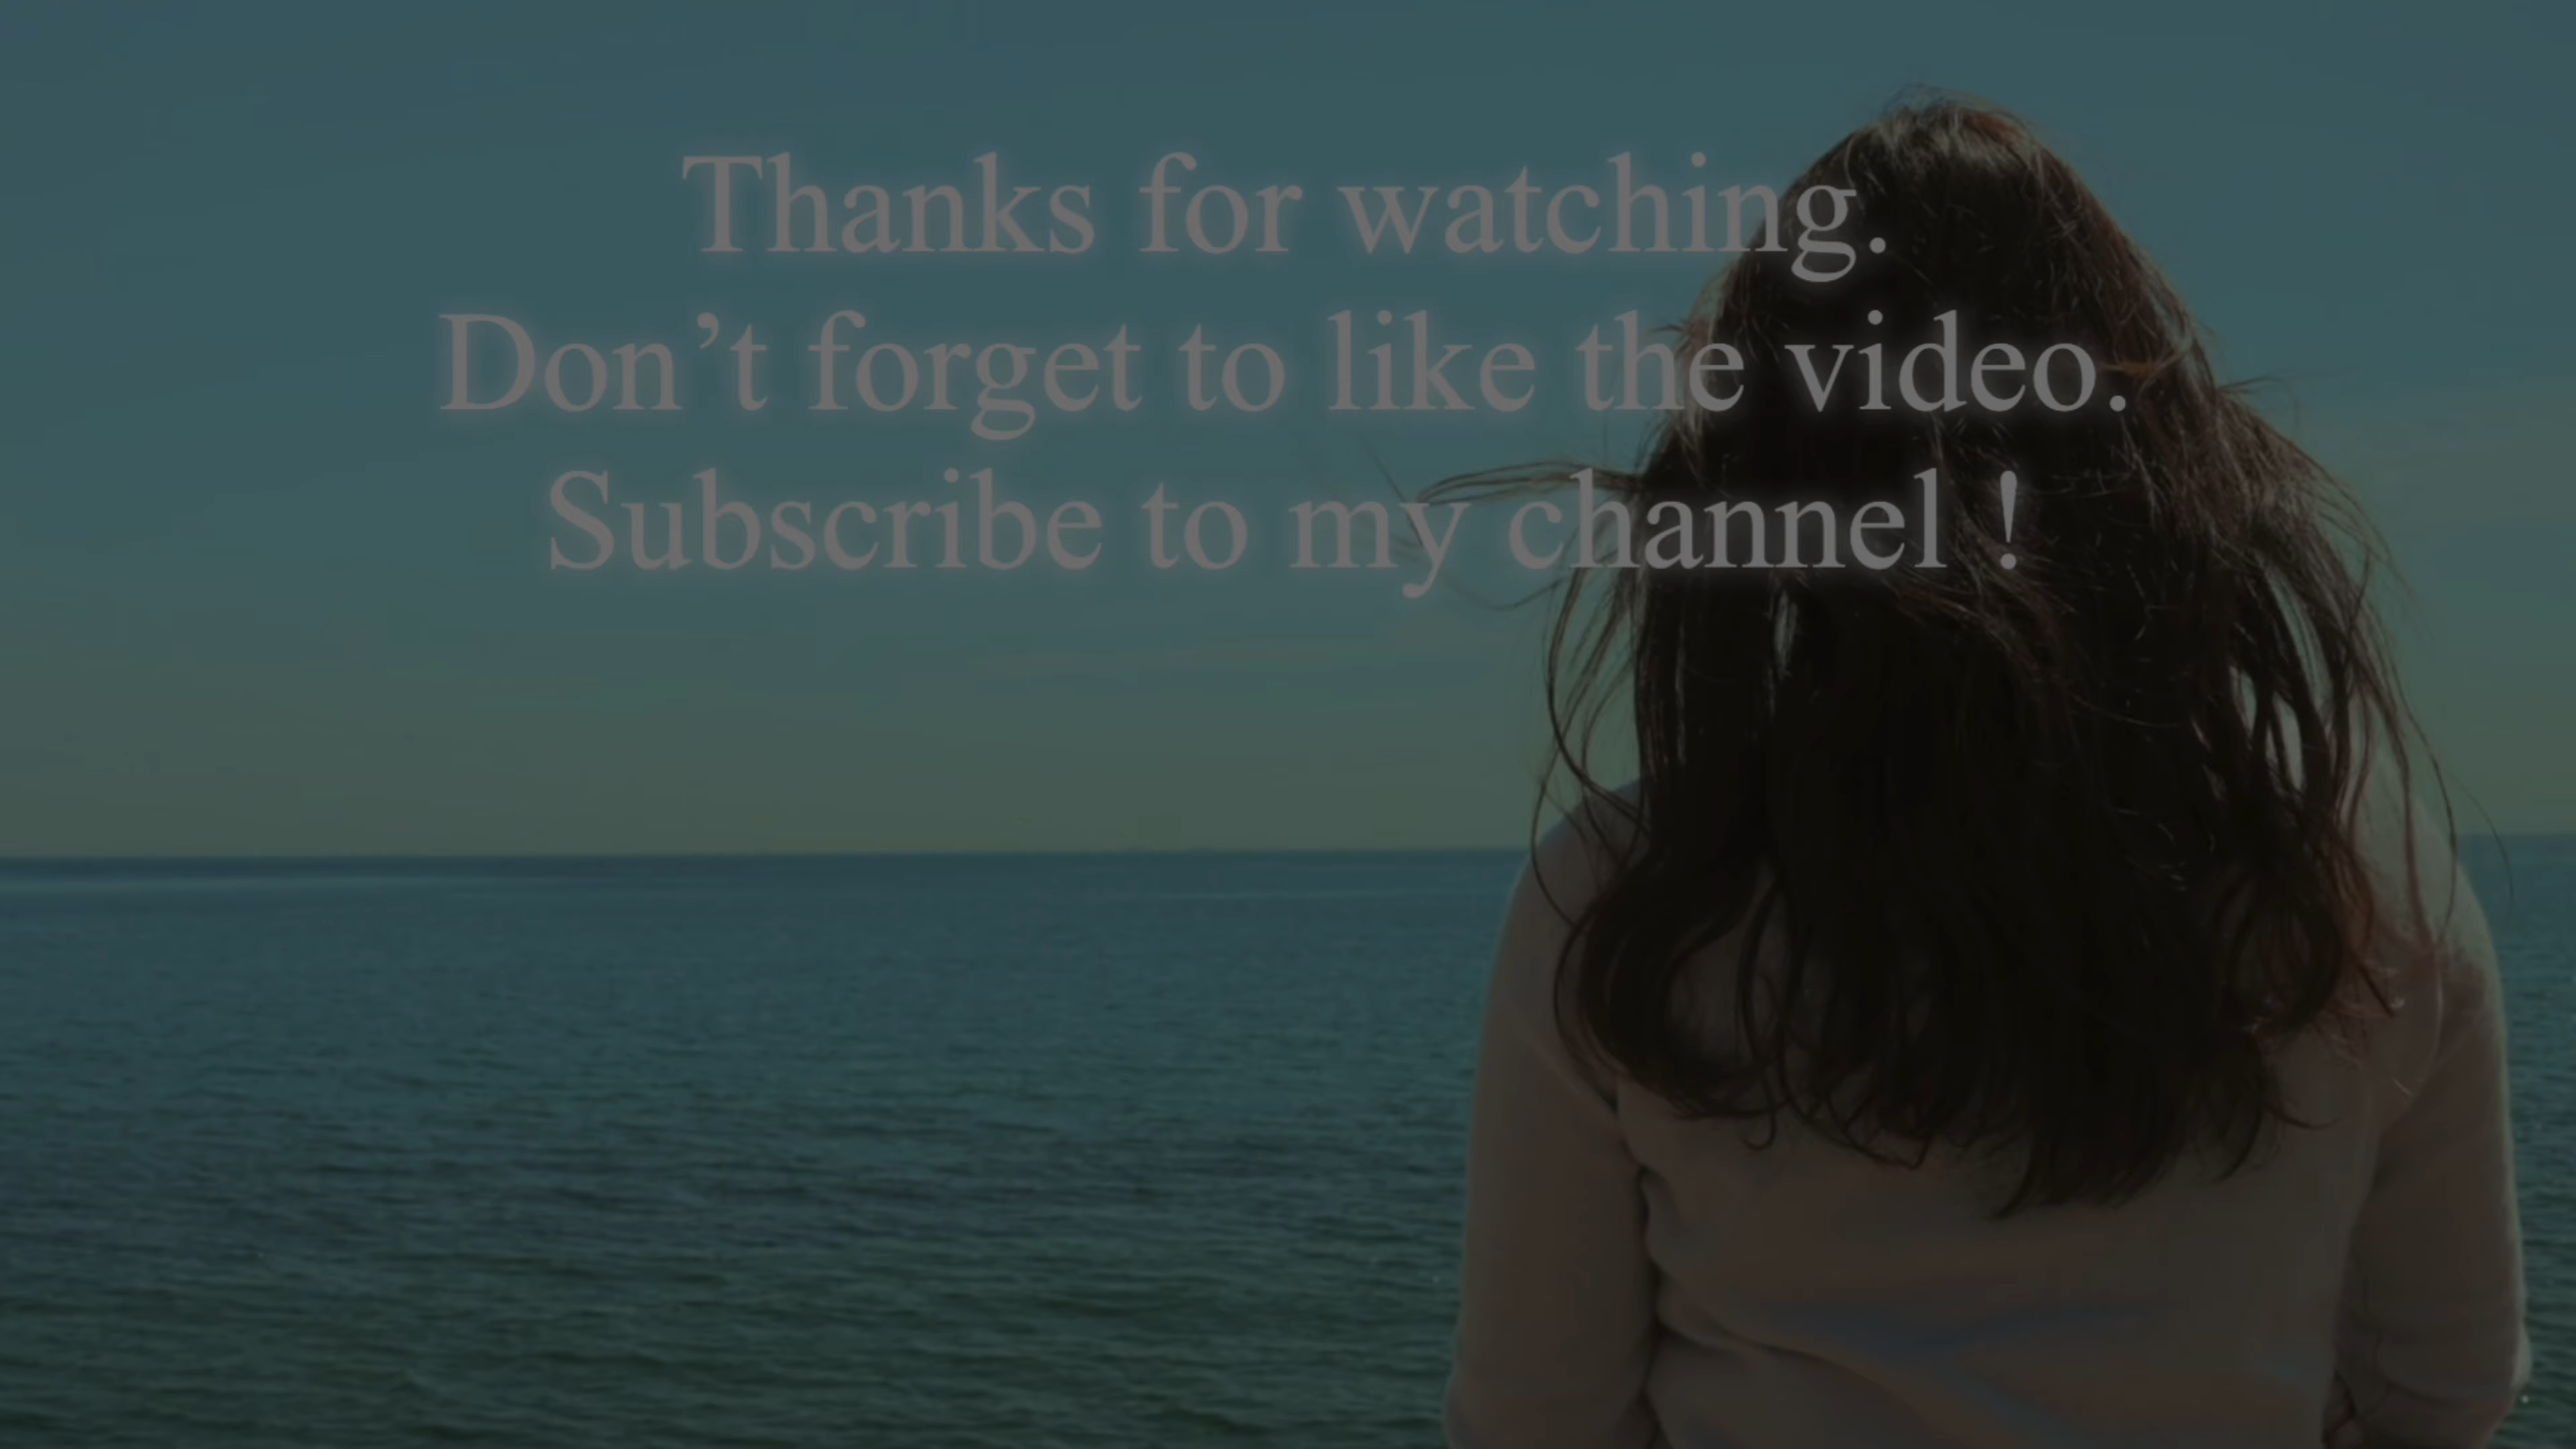 Thanks for watching.
Don’t forget to like the video.
Subscribe to my channel !